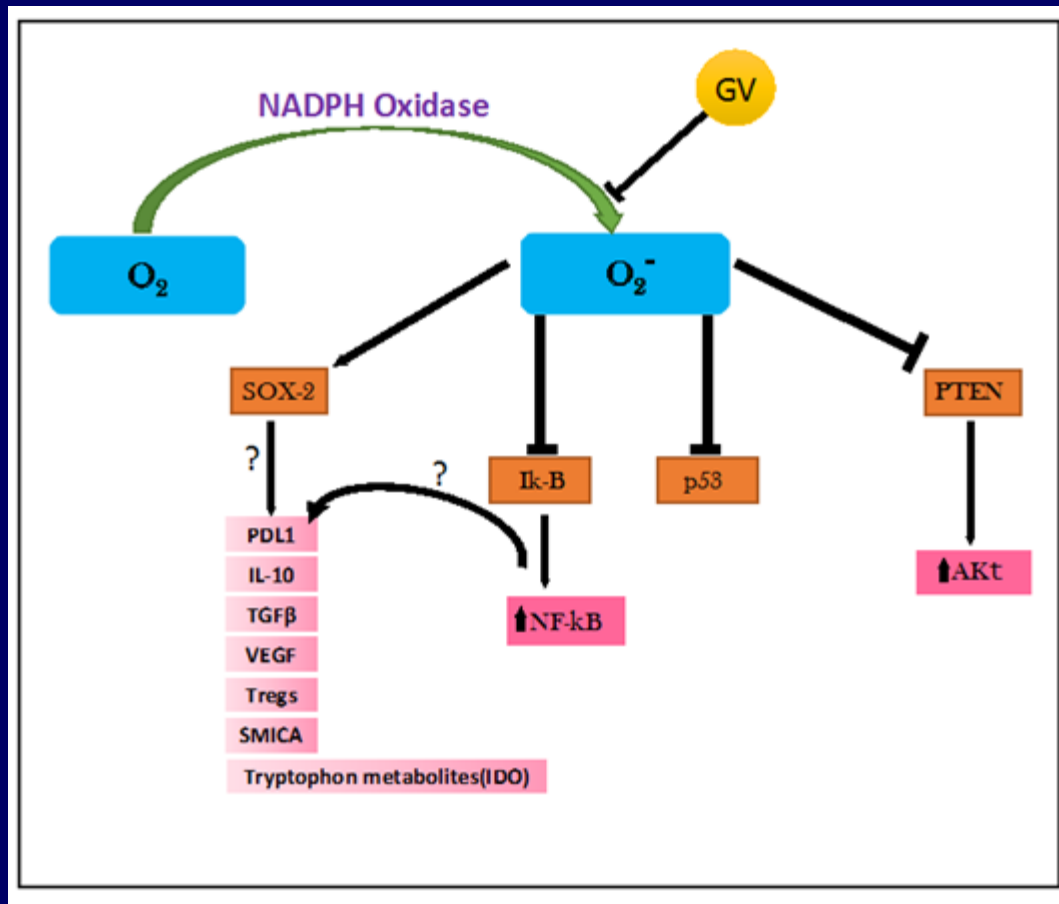 GV
NADPH Oxidase
O₂
O₂⁻
SOX-2
PTEN
?
?
Ik-B
p53
PDL1
IL-10
TGFβ
VEGF
Tregs
SMICA
Tryptophon metabolites(IDO)
NF-kB
AKt